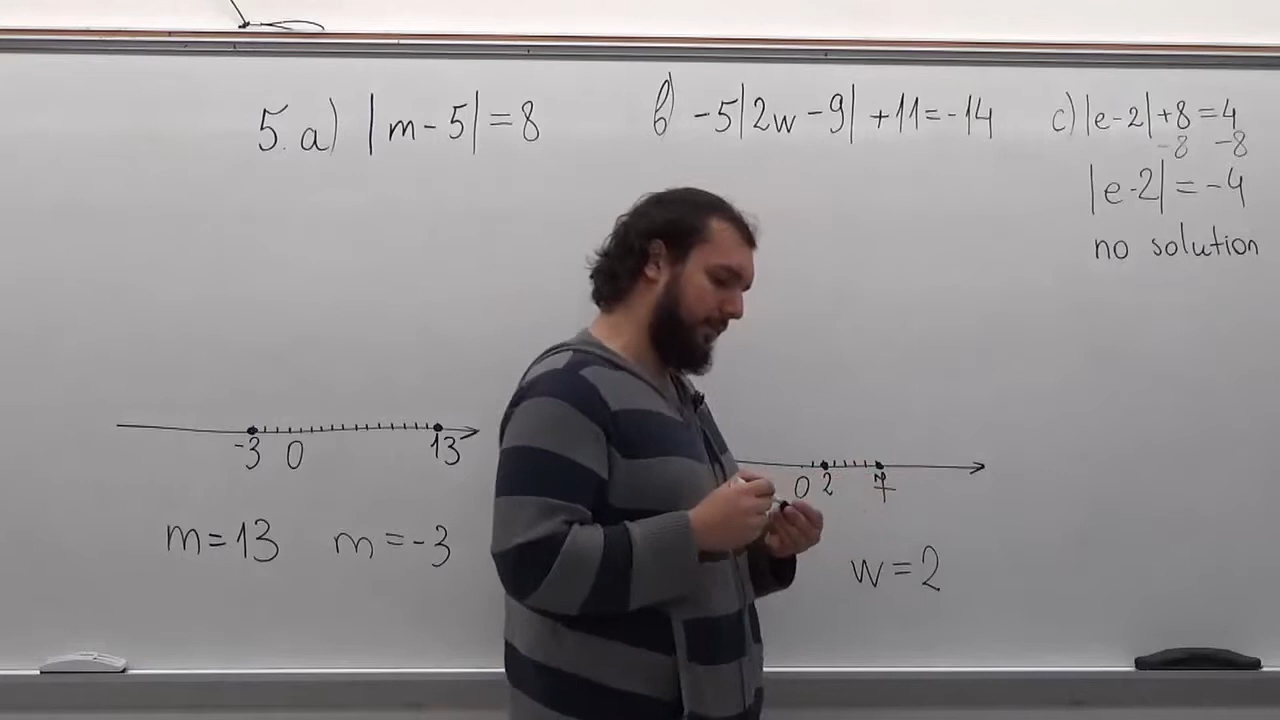 5. a) |m-5|=8
b) -5|2w-9|+11=-14
c) |e-2|+8=4
-8 -8
|e-2|=-4
no solution
-3 0 13
m=13 m=-3
0 2 7
w=2